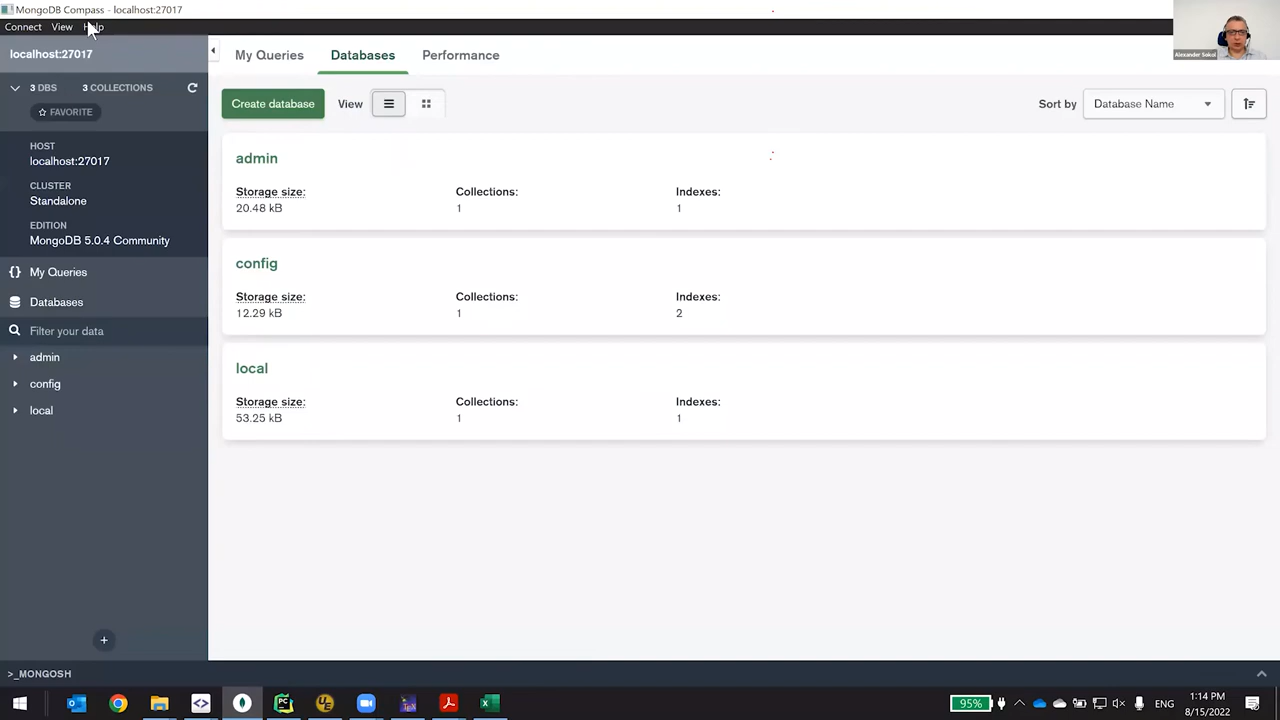 MongoDB Compass - localhost:27017
Connect View Help
Alexander Sokol
localhost:27017
3 DBS 3 COLLECTIONS
FAVORITE
HOST
localhost:27017
CLUSTER
Standalone
EDITION
MongoDB 5.0.4 Community
{} My Queries
Databases
Filter your data
admin
config
local
+
My Queries Databases Performance
Create database View Sort by Database Name
admin
Storage size: Collections: Indexes:
20.48 kB 1 1
config
Storage size: Collections: Indexes:
12.29 kB 1 2
local
Storage size: Collections: Indexes:
53.25 kB 1 1
>_MONGOSH
95% ENG 1:14 PM
8/15/2022